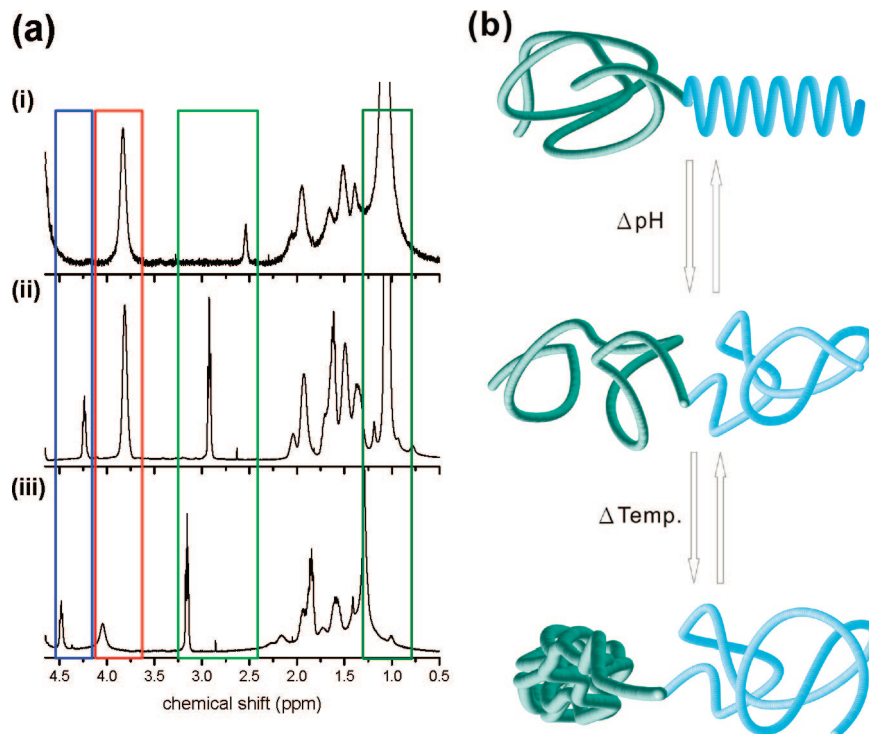 (a)
(i)
(ii)
(iii)
4.5 4.0 3.5 3.0 2.5 2.0 1.5 1.0 0.5
chemical shift (ppm)
(b)
ΔpH
ΔTemp.